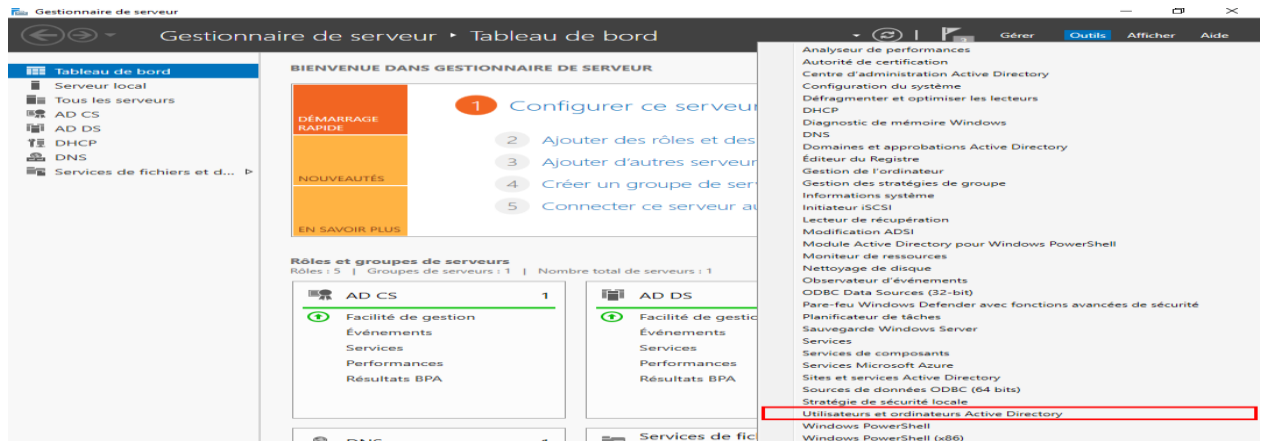 Gestionnaire de serveur
Gestionnaire de serveur ‣ Tableau de bord
Gérer Outils Afficher Aide
Tableau de bord
Serveur local
Tous les serveurs
AD CS
AD DS
DHCP
DNS
Services de fichiers et d...
BIENVENUE DANS GESTIONNAIRE DE SERVEUR
DÉMARRAGE
RAPIDE
NOUVEAUTÉS
EN SAVOIR PLUS
1 Configurer ce serveur
2 Ajouter des rôles et des
3 Ajouter d'autres serveur
4 Créer un groupe de ser
5 Connecter ce serveur au
Rôles et groupes de serveurs
Rôles : 5 | Groupes de serveurs : 1 | Nombre total de serveurs : 1
AD CS 1
Facilité de gestion
Événements
Services
Performances
Résultats BPA
AD DS
Facilité de gestic
Événements
Services
Performances
Résultats BPA
DNS 1
Services de fic
Analyseur de performances
Autorité de certification
Centre d'administration Active Directory
Configuration du système
Défragmenter et optimiser les lecteurs
DHCP
Diagnostic de mémoire Windows
DNS
Domaines et approbations Active Directory
Éditeur du Registre
Gestion de l'ordinateur
Gestion des stratégies de groupe
Informations système
Initiateur iSCSI
Lecteur de récupération
Modification ADSI
Module Active Directory pour Windows PowerShell
Moniteur de ressources
Nettoyage de disque
Observateur d'événements
ODBC Data Sources (32-bit)
Pare-feu Windows Defender avec fonctions avancées de sécurité
Planificateur de tâches
Sauvegarde Windows Server
Services
Services de composants
Services Microsoft Azure
Sites et services Active Directory
Sources de données ODBC (64 bits)
Stratégie de sécurité locale
Utilisateurs et ordinateurs Active Directory
Windows PowerShell
Windows PowerShell (x86)